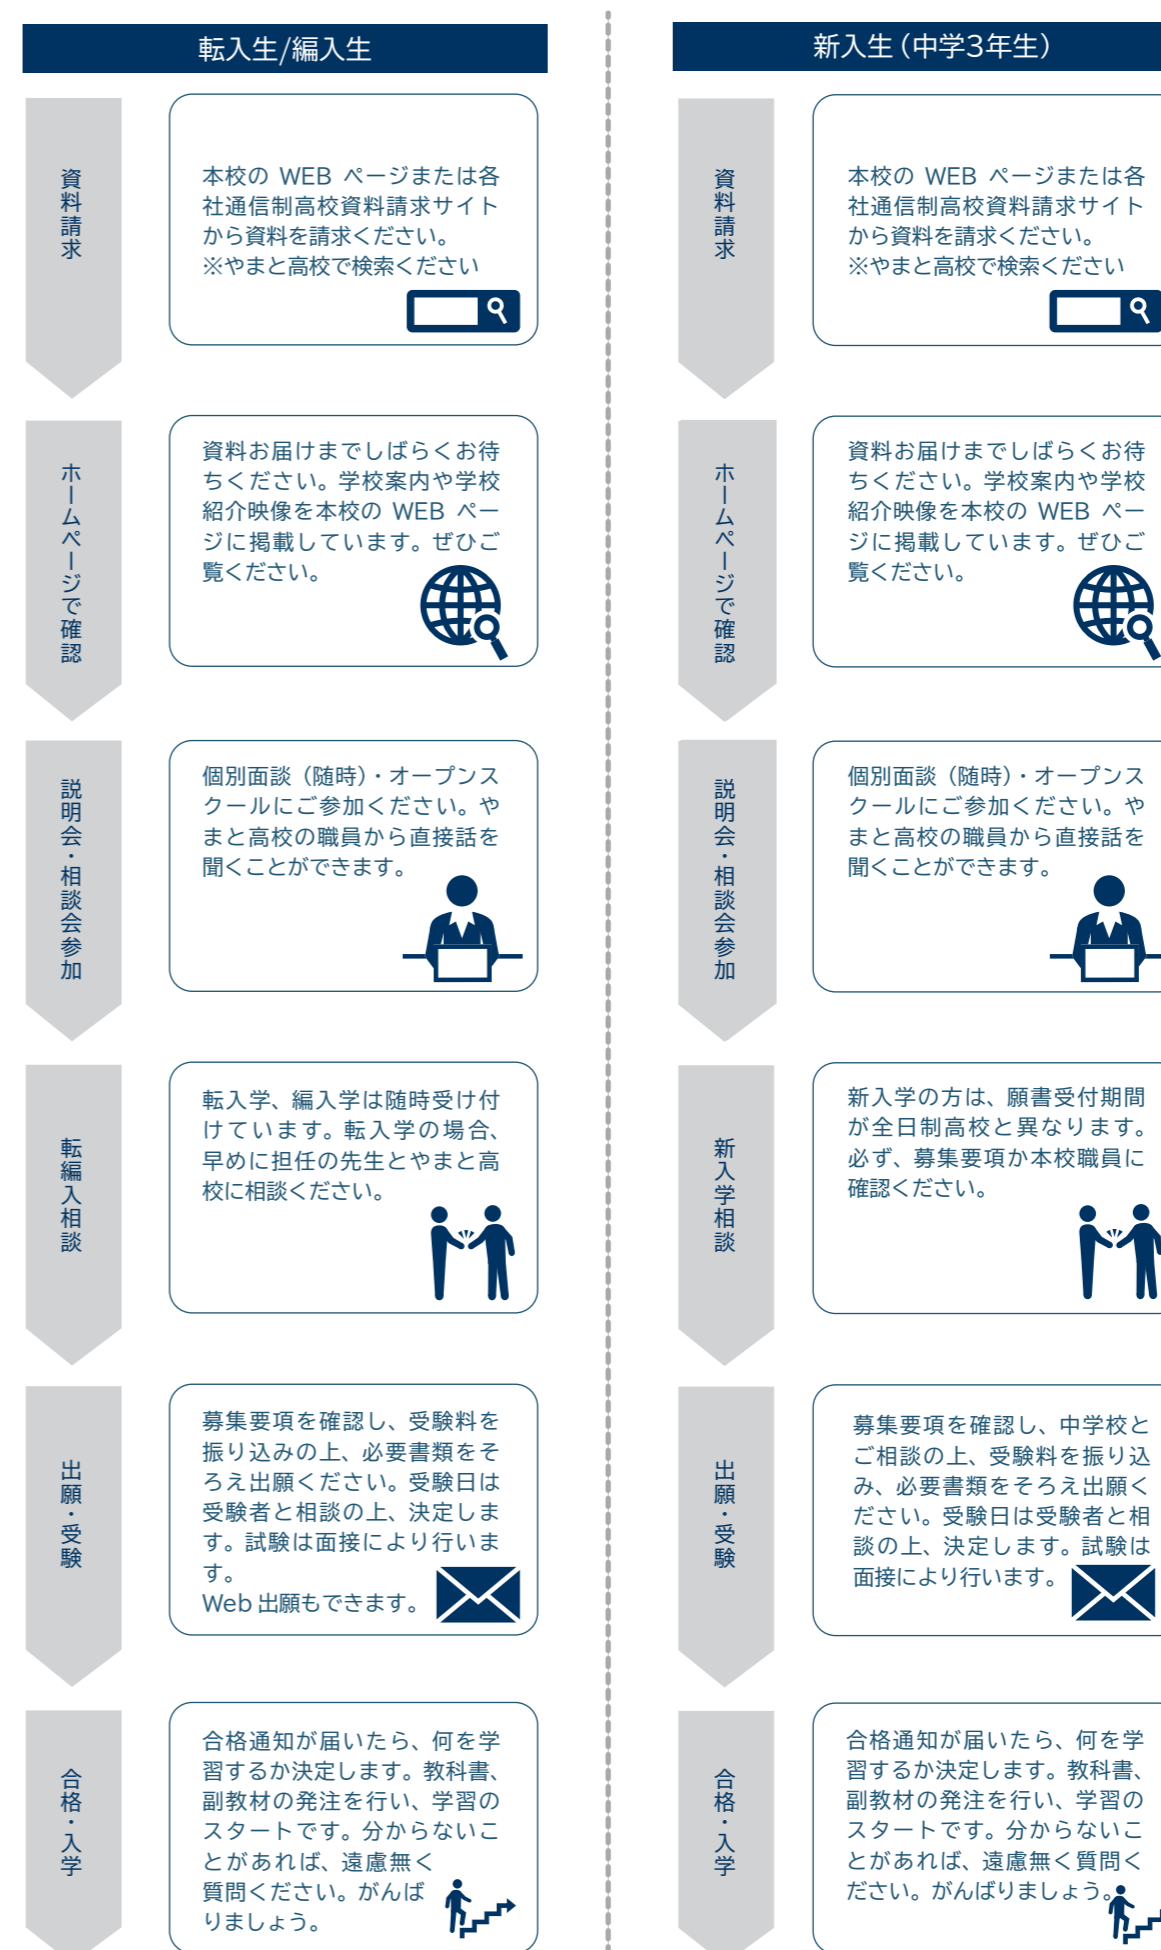 転入生/編入生
資料請求
本校の WEB ページまたは各
社通信制高校資料請求サイト
から資料を請求ください。
※やまと高校で検索ください
ホームページで確認
資料お届けまでしばらくお待
ちください。学校案内や学校
紹介映像を本校の WEB ペー
ジに掲載しています。ぜひご
覧ください。
説明会・相談会参加
個別面談（随時）・オープンス
クールにご参加ください。や
まと高校の職員から直接話を
聞くことができます。
転編入相談
転入学、編入学は随時受け付
けています。転入学の場合、
早めに担任の先生とやまと高
校に相談ください。
出願・受験
募集要項を確認し、受験料を
振り込みの上、必要書類をそ
ろえ出願ください。受験日は
受験者と相談の上、決定しま
す。試験は面接により行いま
す。
Web 出願もできます。
合格・入学
合格通知が届いたら、何を学
習するか決定します。教科書、
副教材の発注を行い、学習の
スタートです。分からないこ
とがあれば、遠慮無く
質問ください。がんば
りましょう。
新入生（中学3年生）
資料請求
本校の WEB ページまたは各
社通信制高校資料請求サイト
から資料を請求ください。
※やまと高校で検索ください
ホームページで確認
資料お届けまでしばらくお待
ちください。学校案内や学校
紹介映像を本校の WEB ペー
ジに掲載しています。ぜひご
覧ください。
説明会・相談会参加
個別面談（随時）・オープンス
クールにご参加ください。や
まと高校の職員から直接話を
聞くことができます。
新入学相談
新入学の方は、願書受付期間
が全日制高校と異なります。
必ず、募集要項か本校職員に
確認ください。
出願・受験
募集要項を確認し、中学校と
ご相談の上、受験料を振り込
み、必要書類をそろえ出願く
ださい。受験日は受験者と相
談の上、決定します。試験は
面接により行います。
合格・入学
合格通知が届いたら、何を学
習するか決定します。教科書、
副教材の発注を行い、学習の
スタートです。分からないこ
とがあれば、遠慮無く質問く
ださい。がんばりましょう。